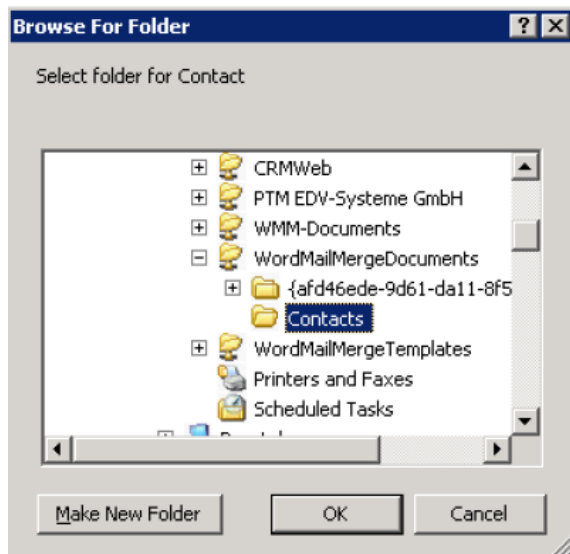 Browse For Folder
Select folder for Contact
CRMWeb
PTM EDV-Systeme GmbH
WMM-Documents
WordMailMergeDocuments
{afd46ede-9d61-da11-8f5
Contacts
WordMailMergeTemplates
Printers and Faxes
Scheduled Tasks
Make New Folder
OK
Cancel